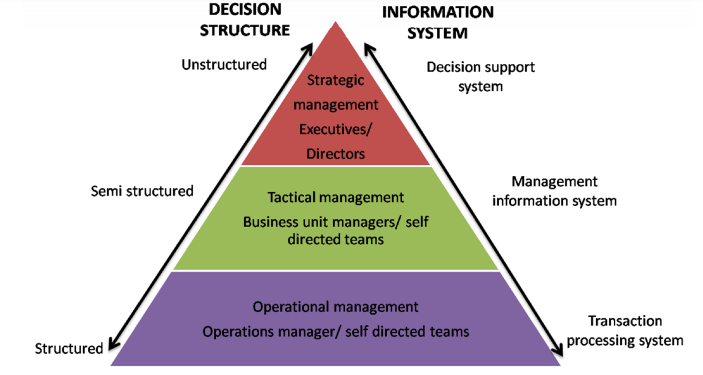 DECISION
STRUCTURE
INFORMATION
SYSTEM
Unstructured
Decision support
system
Strategic
management
Executives/
Directors
Semi structured
Tactical management
Business unit managers/ self
directed teams
Management
information system
Operational management
Operations manager/ self directed teams
Structured
Transaction
processing system